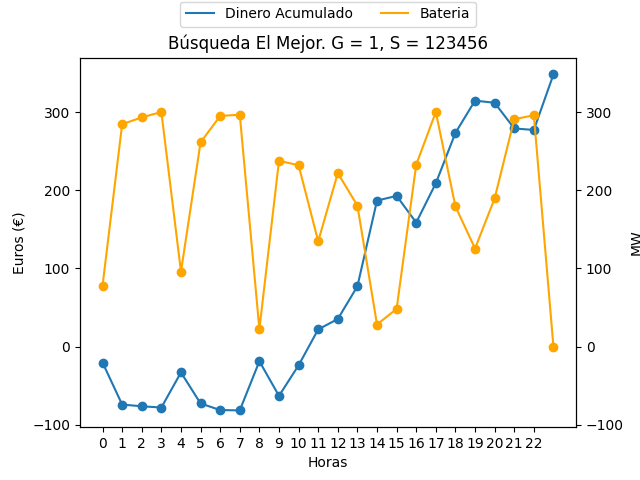 Dinero Acumulado Bateria
Búsqueda El Mejor. G = 1, S = 123456
300 300
200 200
100 100
0 0
−100 −100
Euros (€)
MW
0 1 2 3 4 5 6 7 8 9 10 11 12 13 14 15 16 17 18 19 20 21 22
Horas